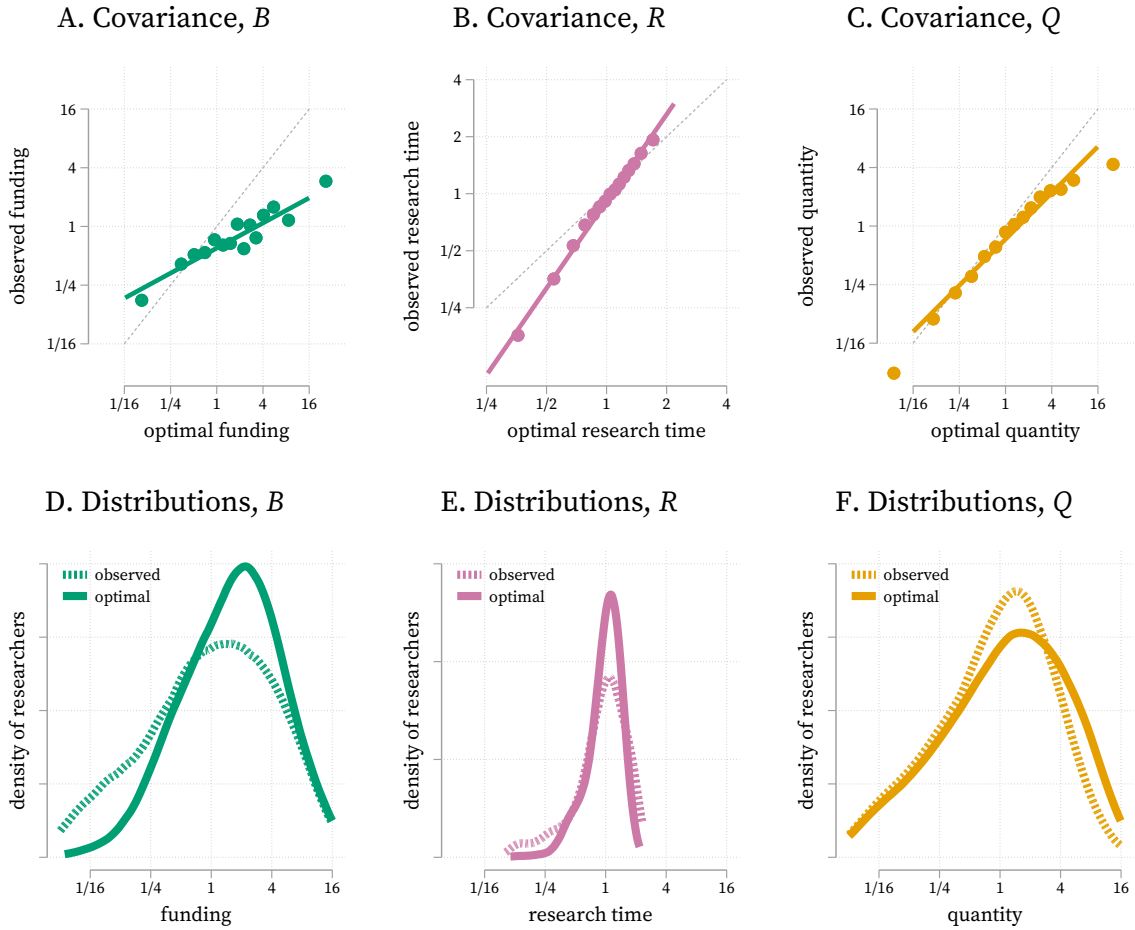 A. Covariance, B
B. Covariance, R
C. Covariance, Q
observed funding
16
4
1
1/4
1/16
1/16
1/4
1
4
16
optimal funding
observed research time
4
2
1
1/2
1/4
1/4
1/2
1
2
4
optimal research time
observed quantity
16
4
1
1/4
1/16
1/16
1/4
1
4
16
optimal quantity
D. Distributions, B
E. Distributions, R
F. Distributions, Q
density of researchers
observed
optimal
1/16
1/4
1
4
16
funding
density of researchers
observed
optimal
1/16
1/4
1
4
16
research time
density of researchers
observed
optimal
1/16
1/4
1
4
16
quantity